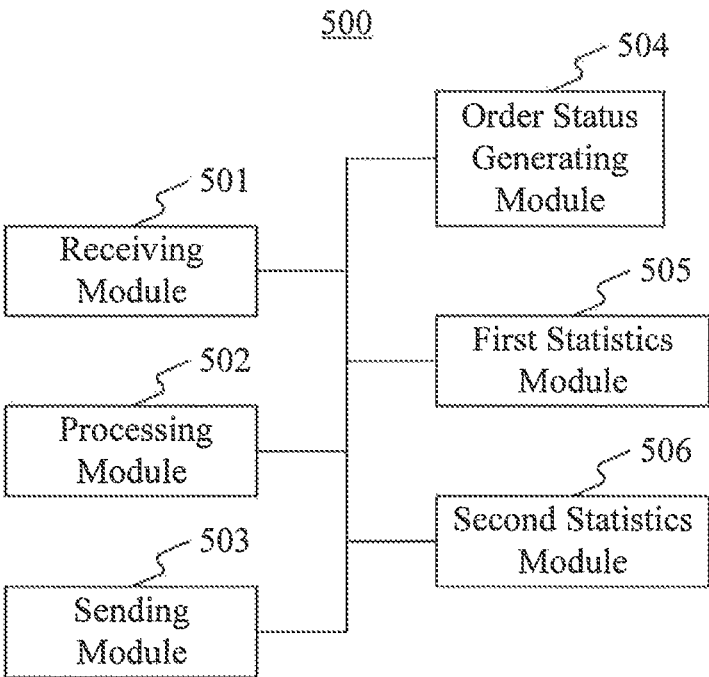 500
501
Receiving
Module
502
Processing
Module
503
Sending
Module
504
Order Status
Generating
Module
505
First Statistics
Module
506
Second Statistics
Module